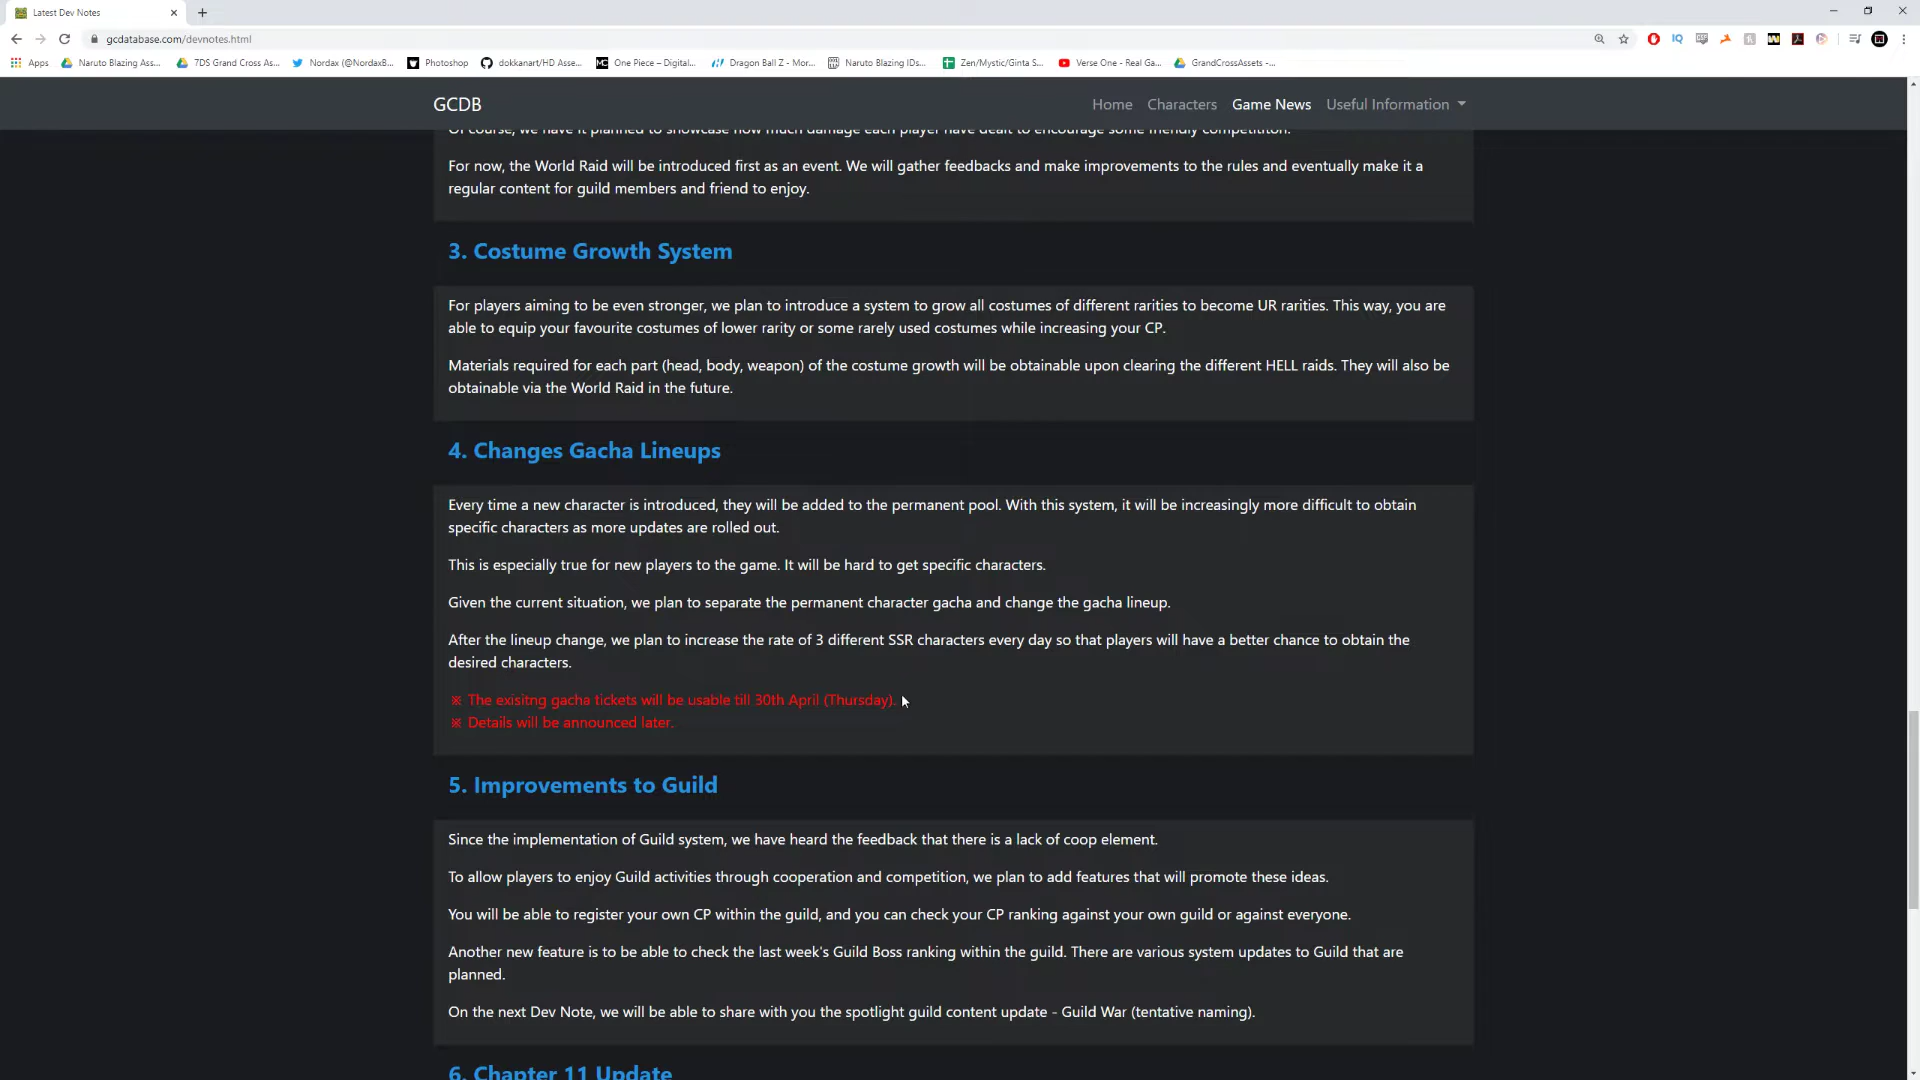 Latest Dev Notes
gcdatabase.com/devnotes.html
Apps
Naruto Blazing Ass...
7DS Grand Cross As...
Nordax (@NordaxB...
Photoshop
dokkanart/HD Asse...
One Piece – Digital...
Dragon Ball Z - Mor...
Naruto Blazing IDs...
Zen/Mystic/Ginta S...
Verse One - Real Ga...
GrandCrossAssets -...
GCDB
Home
Characters
Game News
Useful Information
Of course, we have it planned to showcase how much damage each player have dealt to encourage some friendly competititon.
For now, the World Raid will be introduced first as an event. We will gather feedbacks and make improvements to the rules and eventually make it a
regular content for guild members and friend to enjoy.
3. Costume Growth System
For players aiming to be even stronger, we plan to introduce a system to grow all costumes of different rarities to become UR rarities. This way, you are
able to equip your favourite costumes of lower rarity or some rarely used costumes while increasing your CP.
Materials required for each part (head, body, weapon) of the costume growth will be obtainable upon clearing the different HELL raids. They will also be
obtainable via the World Raid in the future.
4. Changes Gacha Lineups
Every time a new character is introduced, they will be added to the permanent pool. With this system, it will be increasingly more difficult to obtain
specific characters as more updates are rolled out.
This is especially true for new players to the game. It will be hard to get specific characters.
Given the current situation, we plan to separate the permanent character gacha and change the gacha lineup.
After the lineup change, we plan to increase the rate of 3 different SSR characters every day so that players will have a better chance to obtain the
desired characters.
※ The exisitng gacha tickets will be usable till 30th April (Thursday).
※ Details will be announced later.
5. Improvements to Guild
Since the implementation of Guild system, we have heard the feedback that there is a lack of coop element.
To allow players to enjoy Guild activities through cooperation and competition, we plan to add features that will promote these ideas.
You will be able to register your own CP within the guild, and you can check your CP ranking against your own guild or against everyone.
Another new feature is to be able to check the last week's Guild Boss ranking within the guild. There are various system updates to Guild that are
planned.
On the next Dev Note, we will be able to share with you the spotlight guild content update - Guild War (tentative naming).
6. Chapter 11 Update